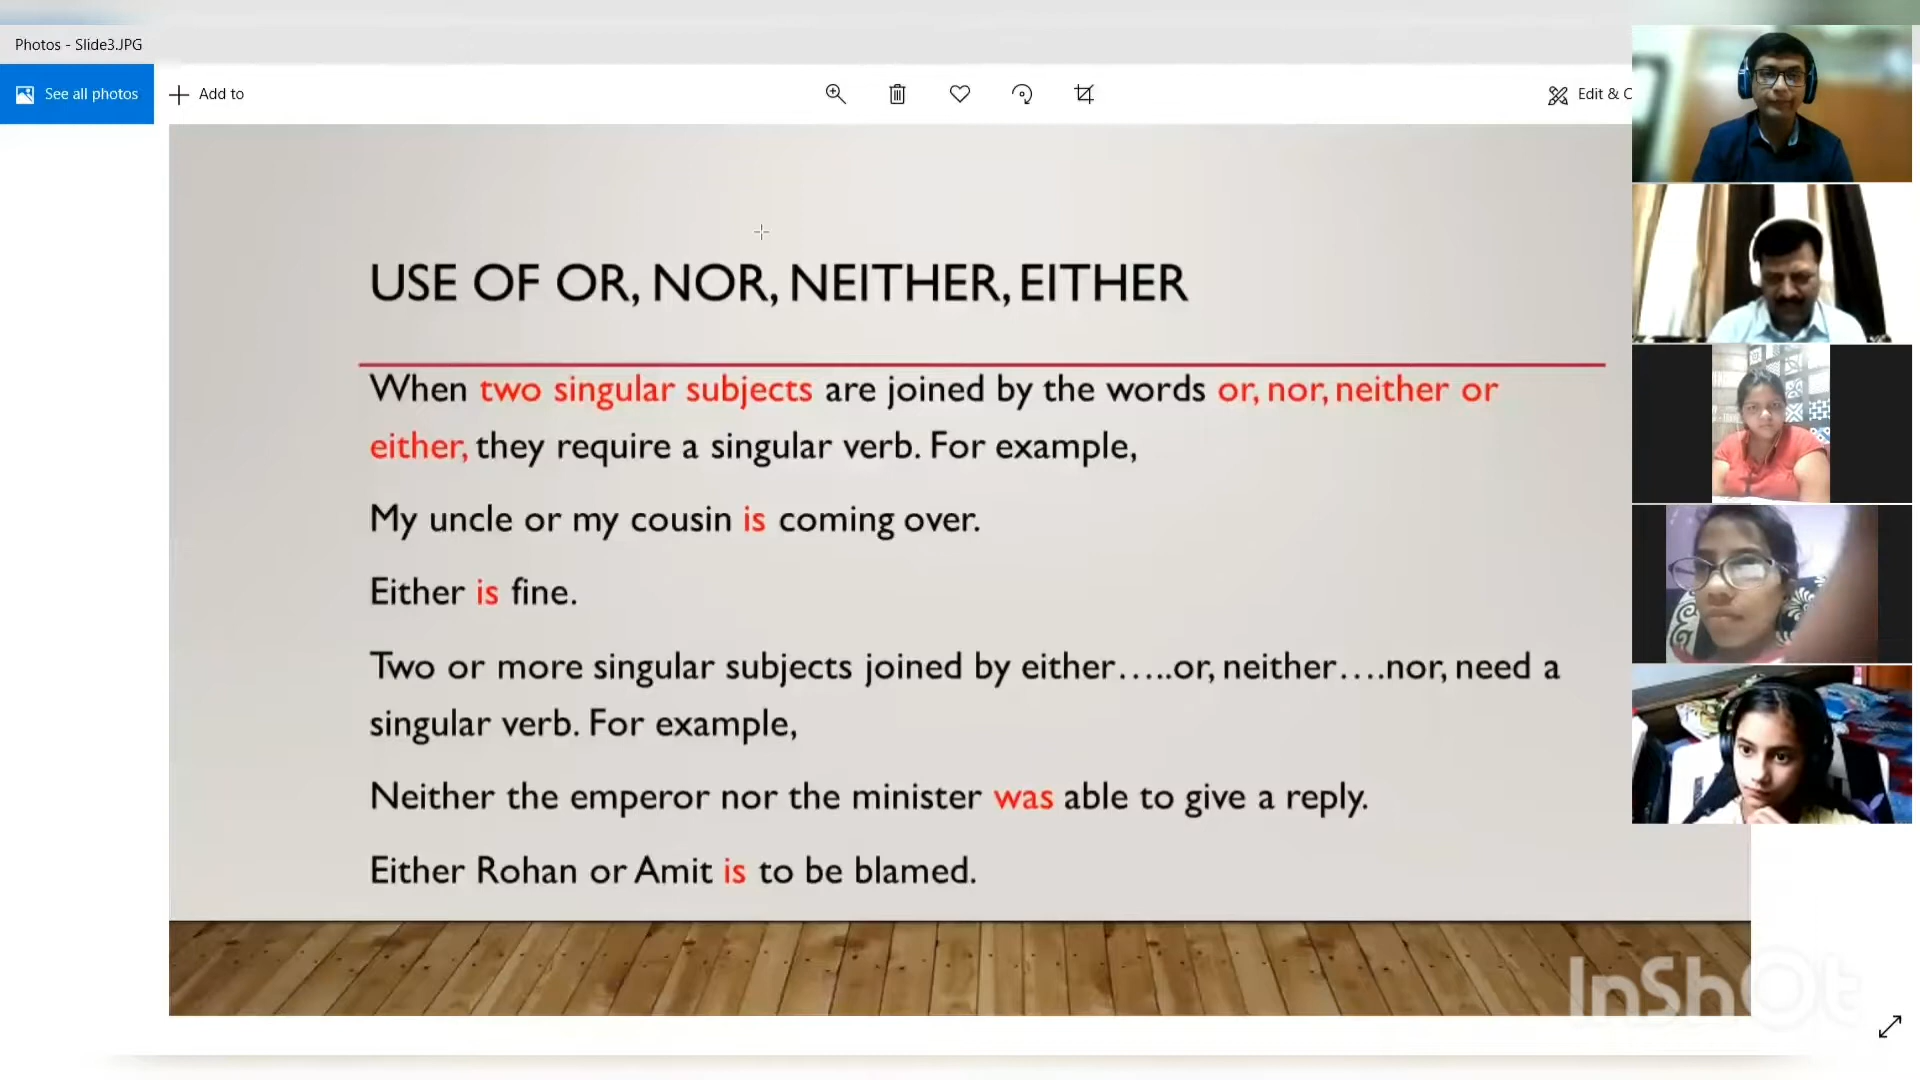 Photos - Slide3.JPG
See all photos
Add to
Edit & C
USE OF OR, NOR, NEITHER, EITHER
When two singular subjects are joined by the words or, nor, neither or
either, they require a singular verb. For example,
My uncle or my cousin is coming over.
Either is fine.
Two or more singular subjects joined by either.....or, neither....nor, need a
singular verb. For example,
Neither the emperor nor the minister was able to give a reply.
Either Rohan or Amit is to be blamed.
InShOt